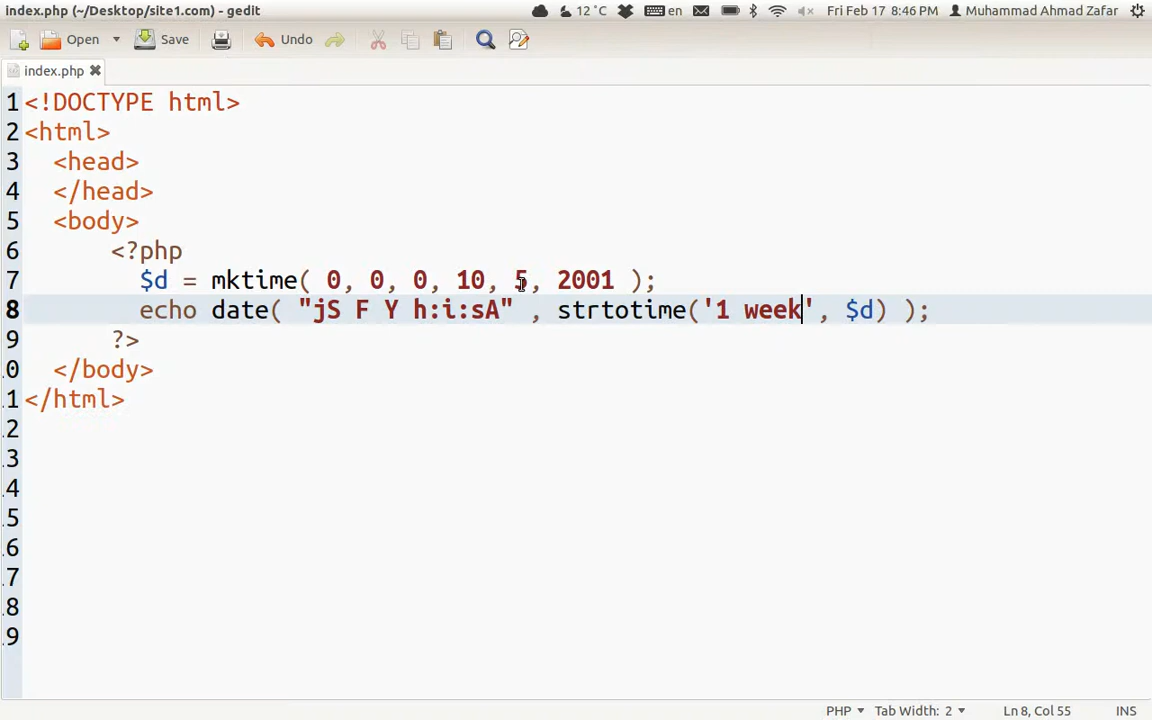 index.php (~/Desktop/site1.com) - gedit 12 °C en Fri Feb 17 8:46 PM Muhammad Ahmad Zafar
Open Save Undo
index.php
1 <!DOCTYPE html>
2 <html>
3 <head>
4 </head>
5 <body>
6 <?php
7 $d = mktime( 0, 0, 0, 10, 5, 2001 );
8 echo date( "jS F Y h:i:sA" , strtotime('1 week', $d) );
9 ?>
0 </body>
1 </html>
2
3
4
5
6
7
8
9
PHP Tab Width: 2 Ln 8, Col 55 INS